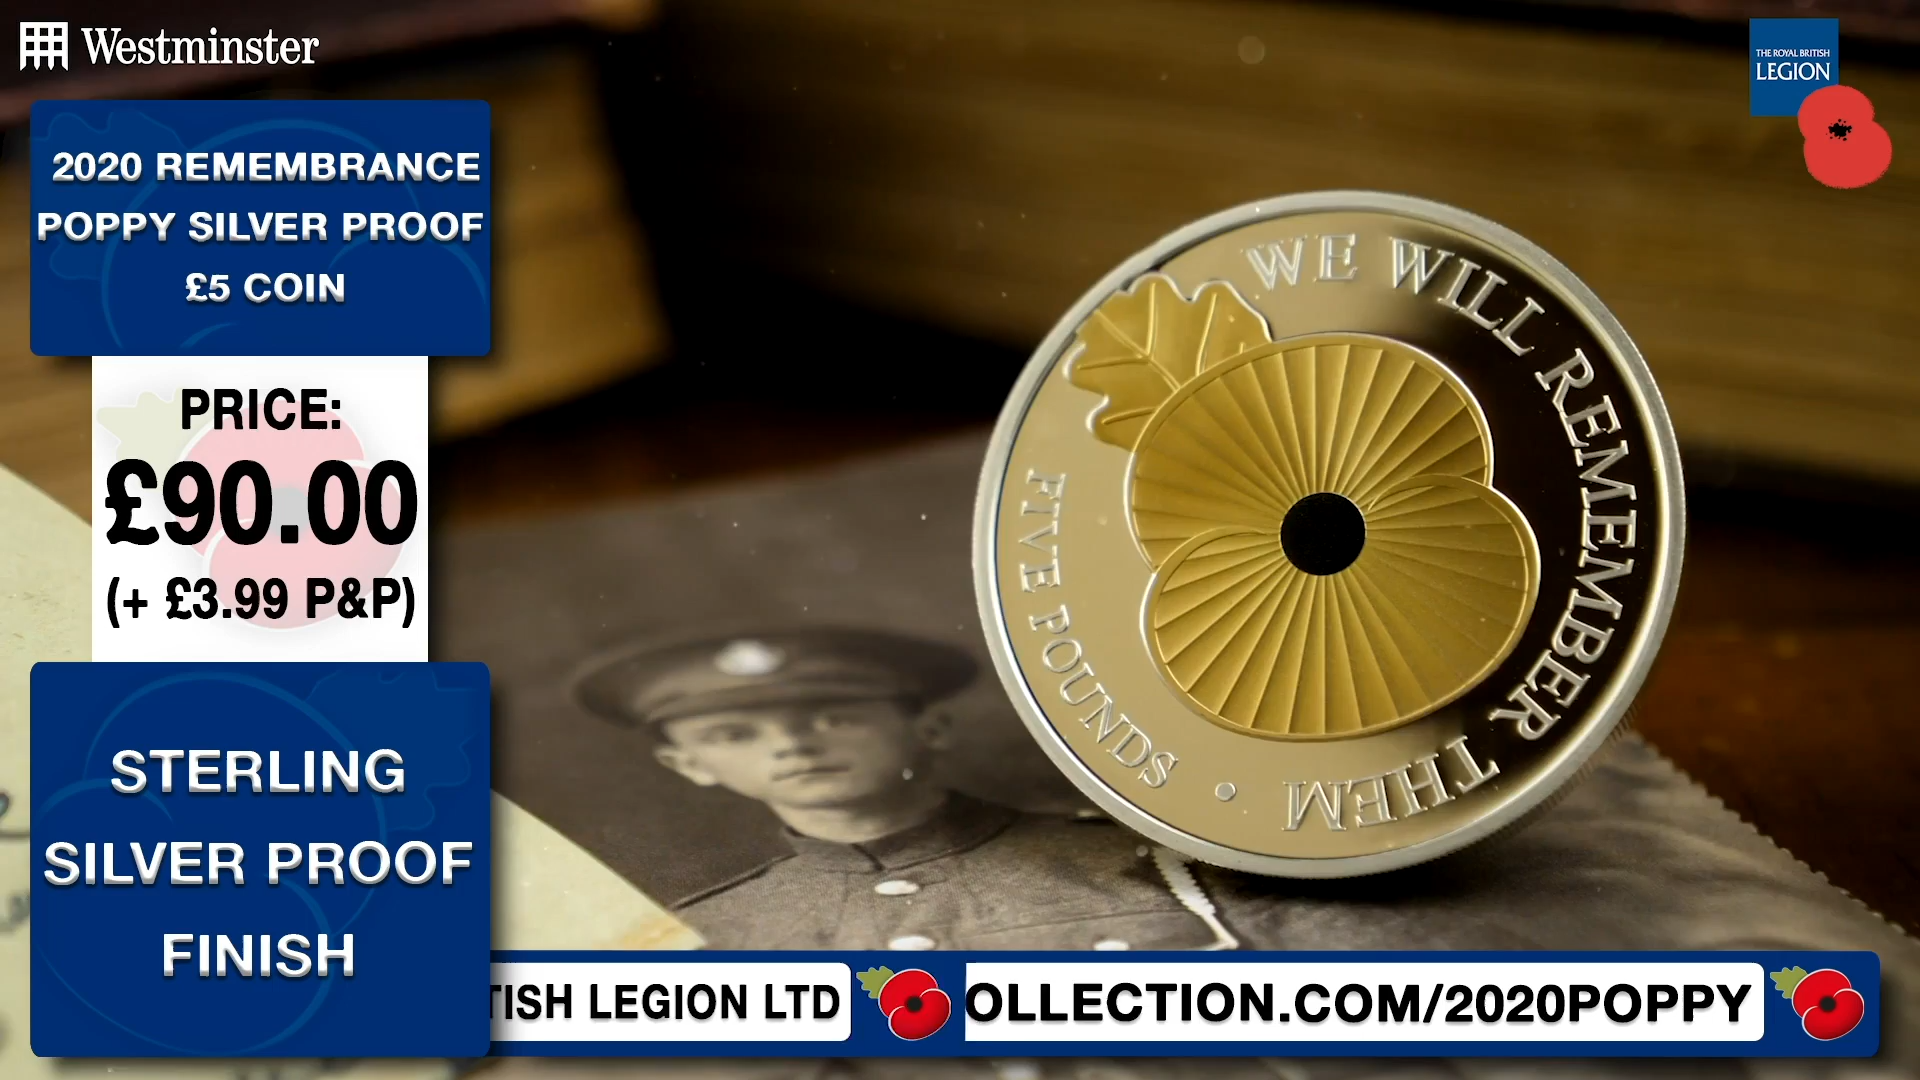 Westminster
THE ROYAL BRITISH
LEGION
2020 REMEMBRANCE
POPPY SILVER PROOF
£5 COIN
PRICE:
£90.00
(+ £3.99 P&P)
STERLING
SILVER PROOF
FINISH
WE WILL REMEMBER THEM
FIVE POUNDS
TISH LEGION LTD
OLLECTION.COM/2020POPPY